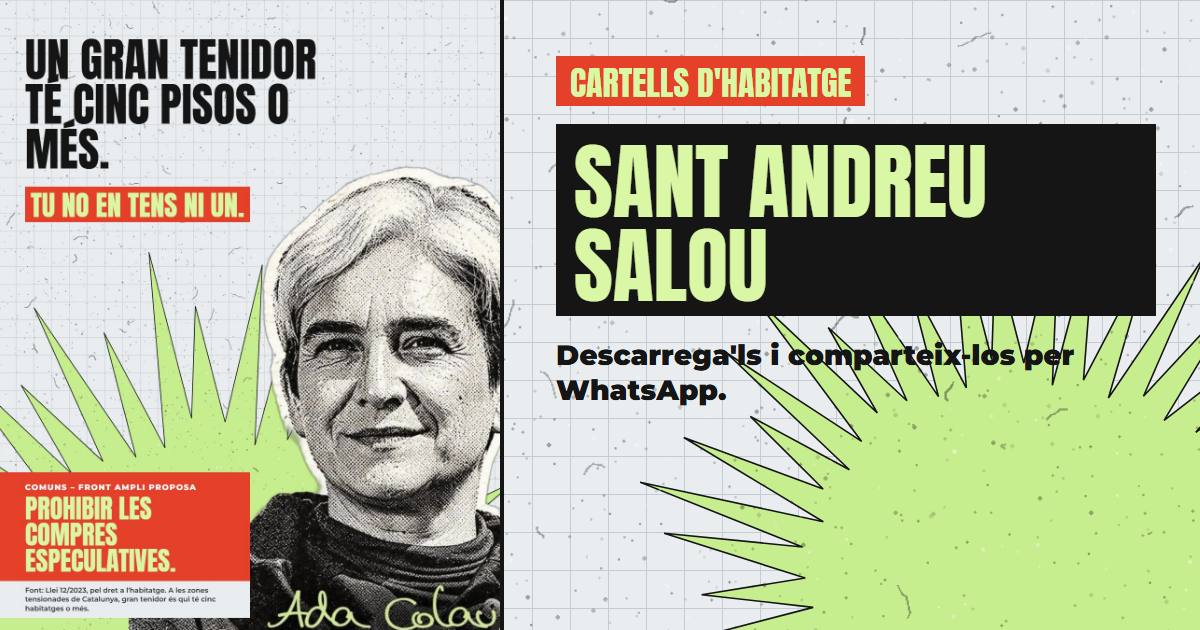 UN GRAN TENIDOR
TÉ CINC PISOS O
MÉS.
TU NO EN TENS NI UN.
COMUNS – FRONT AMPLI PROPOSA
PROHIBIR LES
COMPRES
ESPECULATIVES.
Font: Llei 12/2023, pel dret a l'habitatge. A les zones
tensionades de Catalunya, gran tenidor és qui té cinc
habitatges o més.
Ada Colau
CARTELLS D'HABITATGE
SANT ANDREU
SALOU
Descarrega'ls i comparteix-los per
WhatsApp.